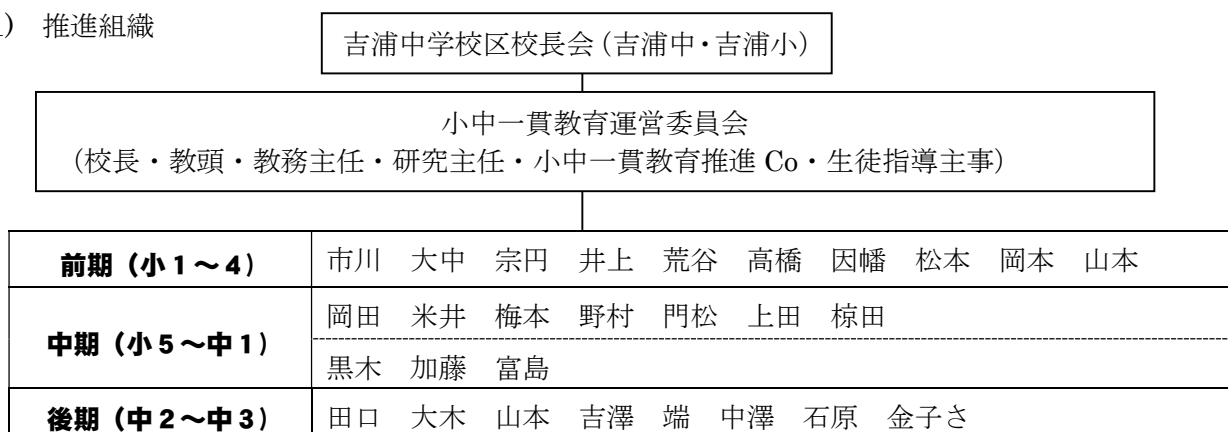 ) 推進組織
吉浦中学校区校長会(吉浦中・吉浦小)
小中一貫教育運営委員会
(校長・教頭・教務主任・研究主任・小中一貫教育推進 Co・生徒指導主事)
前期(小1～4) 市川 大中 宗円 井上 荒谷 高橋 因幡 松本 岡本 山本
中期(小5～中1) 岡田 米井 梅本 野村 門松 上田 椋田
黒木 加藤 富島
後期(中2～中3) 田口 大木 山本 吉澤 端 中澤 石原 金子さ